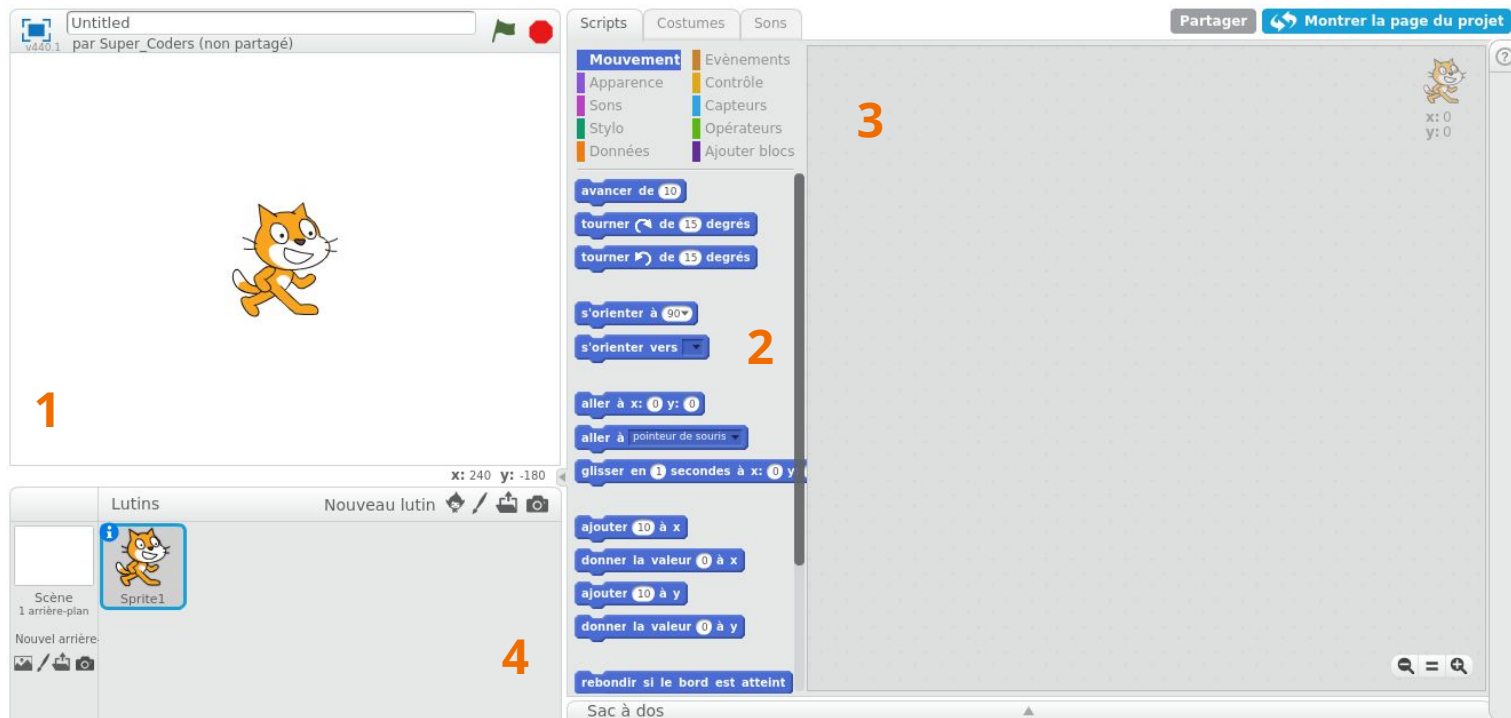 Untitled
v440.1
par Super_Coders (non partagé)
1
x: 240 y: -180
Lutins
Nouveau lutin
Scène
1 arrière-plan
Sprite1
Nouvel arrière-
4
Scripts
Costumes
Sons
Mouvement
Evènements
Apparence
Contrôle
Sons
Capteurs
Stylo
Opérateurs
Données
Ajouter blocs
avancer de 10
tourner de 15 degrés
tourner de 15 degrés
s'orienter à 90
s'orienter vers
2
aller à x: 0 y: 0
aller à pointeur de souris
glisser en 1 secondes à x: 0 y
ajouter 10 à x
donner la valeur 0 à x
ajouter 10 à y
donner la valeur 0 à y
rebondir si le bord est atteint
Sac à dos
Partager
Montrer la page du projet
3
x: 0
y: 0
?